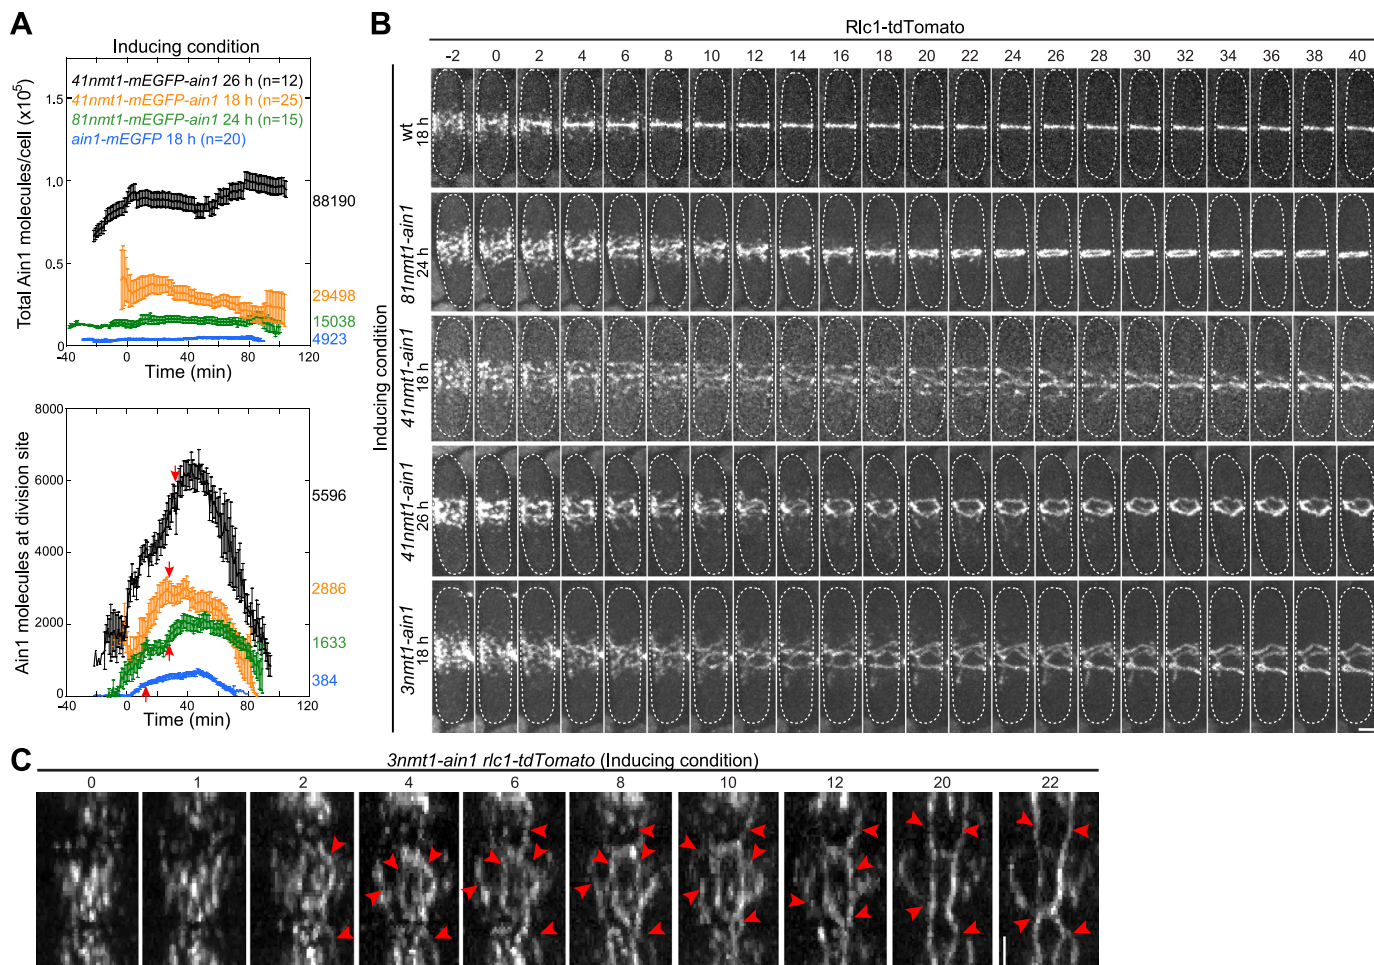 A
Inducing condition
41nmt1-mEGFP-ain1 26 h (n=12)
41nmt1-mEGFP-ain1 18 h (n=25)
81nmt1-mEGFP-ain1 24 h (n=15)
ain1-mEGFP 18 h (n=20)
Total Ain1 molecules/cell (x10⁵)
1.5
1.0
0.5
0
88190
29498
15038
4923
-40 0 40 80 120
Time (min)
Ain1 molecules at division site
8000
6000
4000
2000
0
5596
2886
1633
384
-40 0 40 80 120
Time (min)
B
Rlc1-tdTomato
-2 0 2 4 6 8 10 12 14 16 18 20 22 24 26 28 30 32 34 36 38 40
Inducing condition
wt
18 h
81nmt1-ain1
24 h
41nmt1-ain1
18 h
41nmt1-ain1
26 h
3nmt1-ain1
18 h
C
3nmt1-ain1 rlc1-tdTomato (Inducing condition)
0 1 2 4 6 8 10 12 20 22